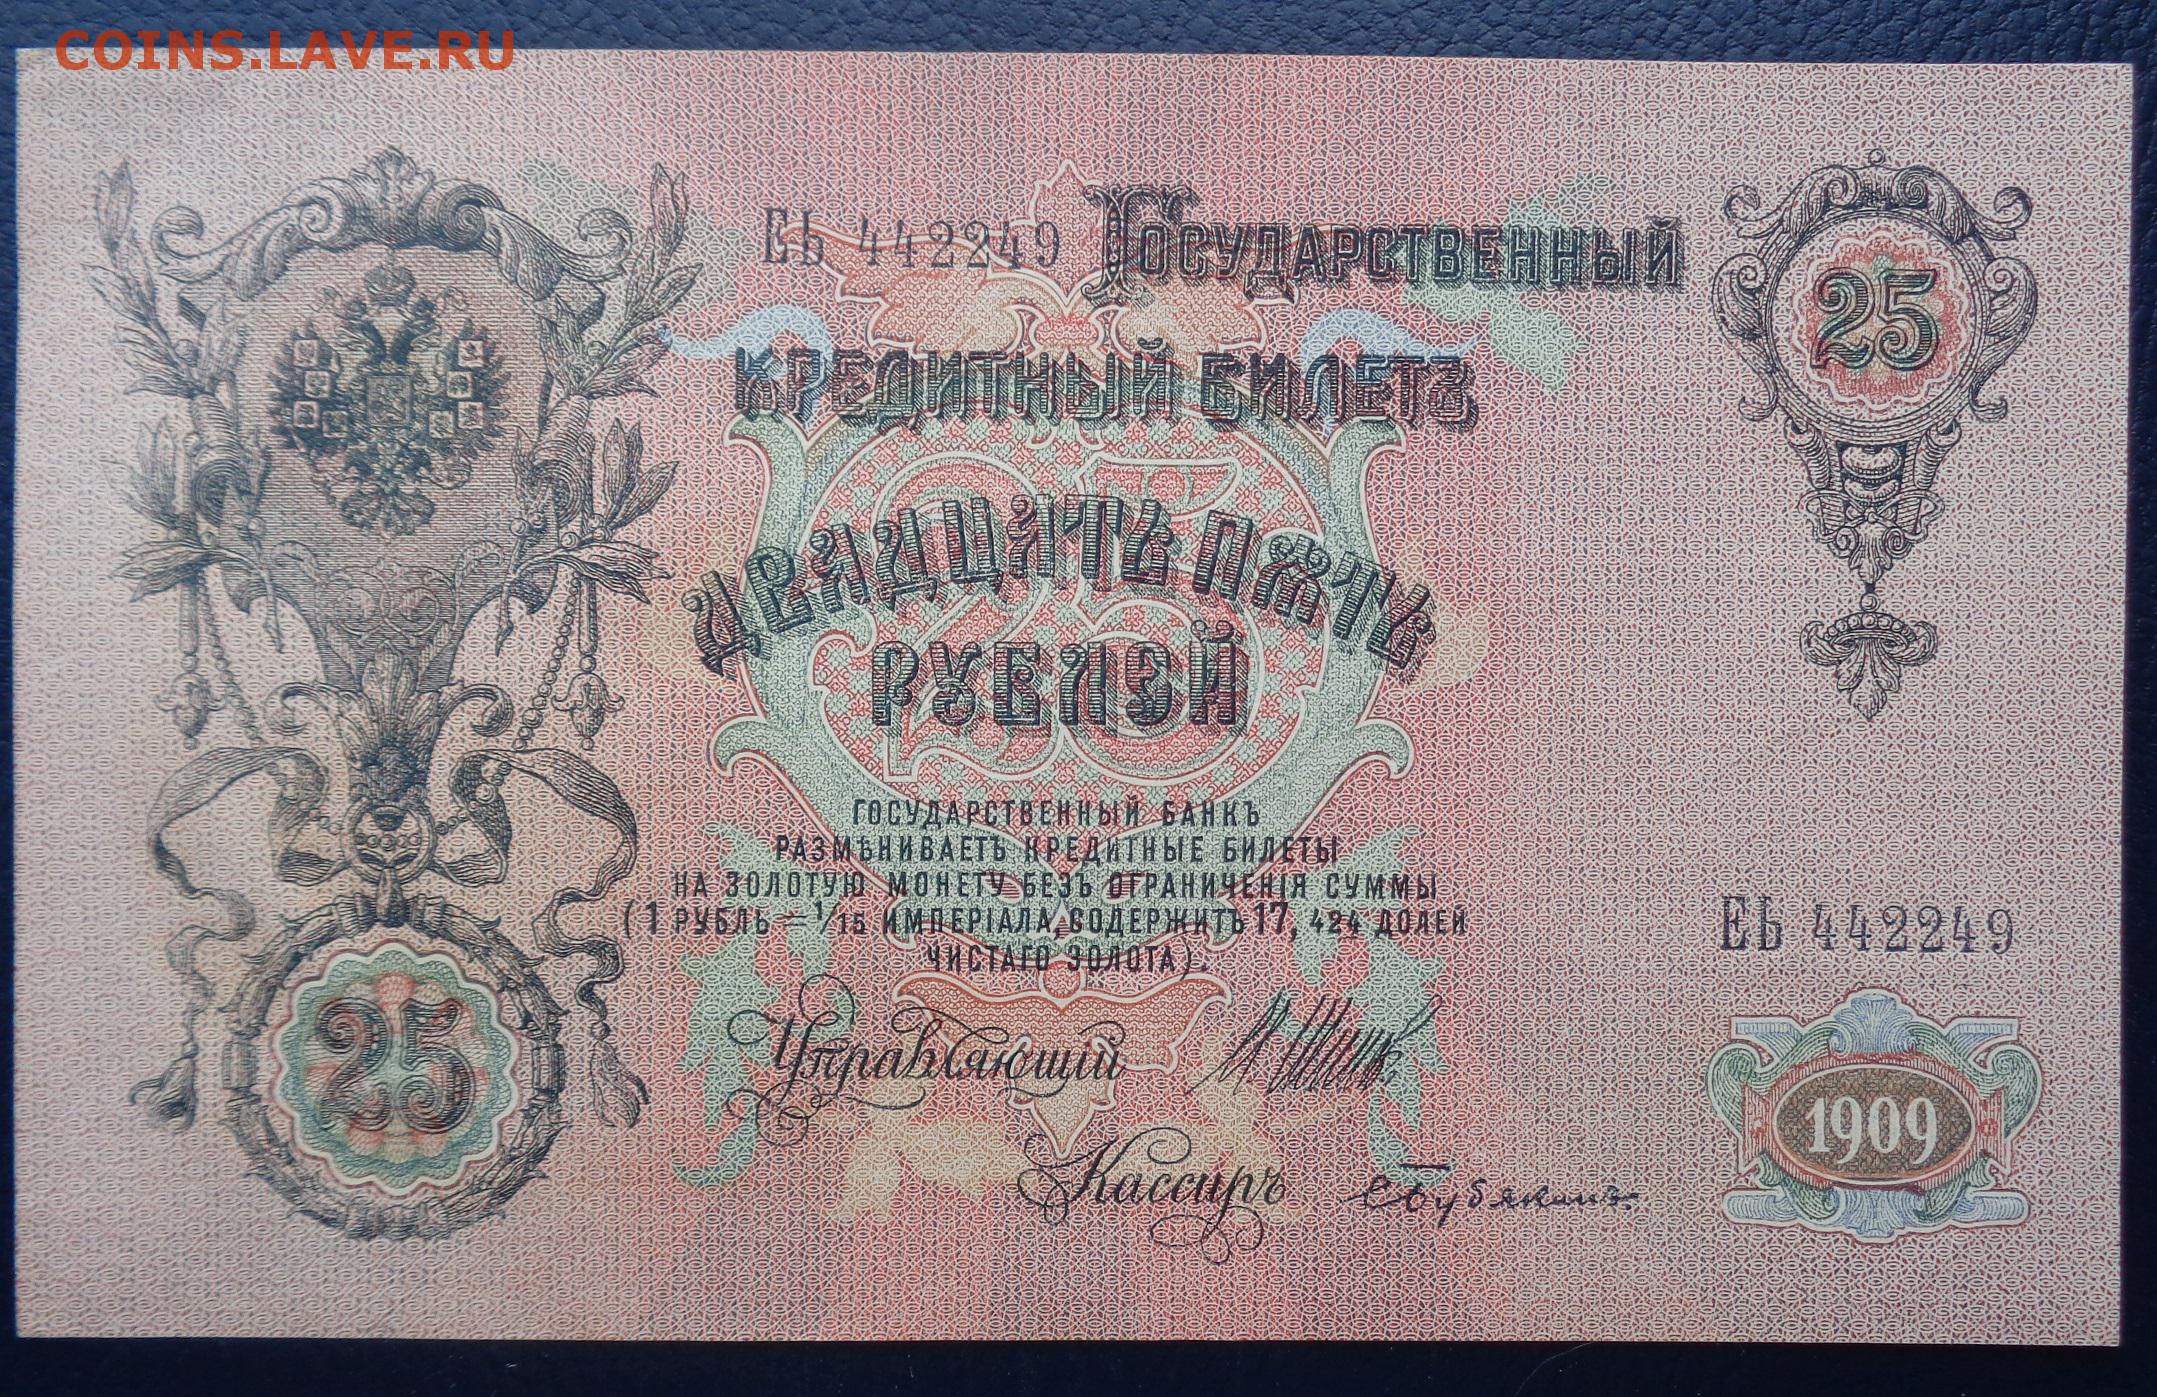 COINS.LAVE.RU
ЕЬ 442249 ГОСУДАРСТВЕННЫЙ
25
КРЕДИТНЫЙ БИЛЕТЪ
ДВАДЦАТЬ ПЯТЬ
РУБЛЕЙ
ГОСУДАРСТВЕННЫЙ БАНКЪ
РАЗМѢНИВАЕТЪ КРЕДИТНЫЕ БИЛЕТЫ
НА ЗОЛОТУЮ МОНЕТУ БЕЗЪ ОГРАНИЧЕНІЯ СУММЫ
(1 РУБЛЬ = 1/15 ИМПЕРІАЛА, СОДЕРЖИТЪ 17, 424 ДОЛЕЙ
ЧИСТАГО ЗОЛОТА).
ЕЬ 442249
25
Управляющій
1909
Кассиръ